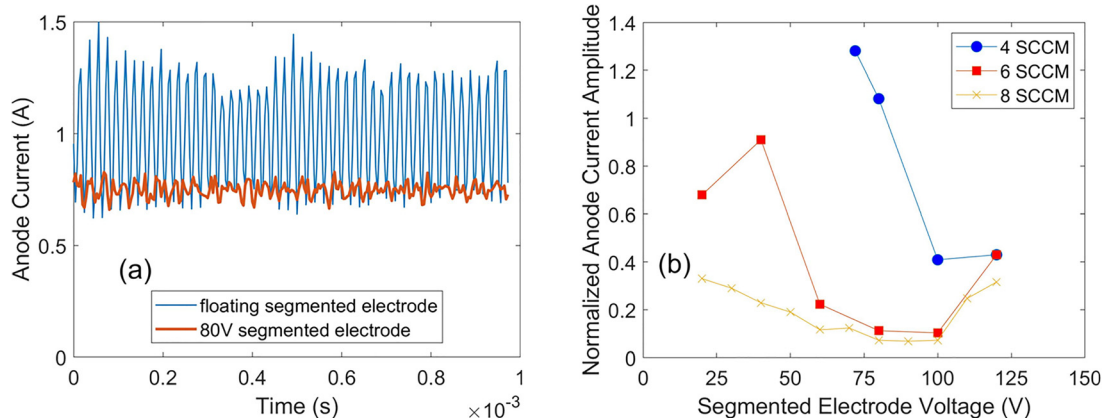 1.5
1
0.5
0
Anode Current (A)
(a)
floating segmented electrode
80V segmented electrode
0 0.2 0.4 0.6 0.8 1
×10⁻³
Time (s)
1.4
1.2
1
0.8
0.6
0.4
0.2
0
Normalized Anode Current Amplitude
4 SCCM
6 SCCM
8 SCCM
(b)
0 25 50 75 100 125 150
Segmented Electrode Voltage (V)